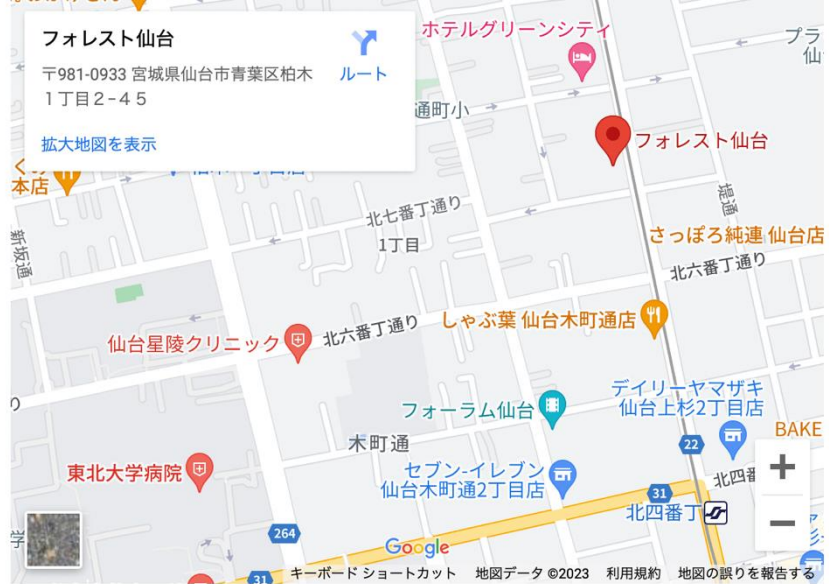 フォレスト仙台
ルート
〒981-0933 宮城県仙台市青葉区柏木
1丁目2-45
拡大地図を表示
ホテルグリーンシティ
プラ
仙
通町小
フォレスト仙台
本店
北七番丁通り
1丁目
堤通
新坂通
さっぽろ純連 仙台店
北六番丁通り
しゃぶ葉 仙台木町通店
北六番丁通り
仙台星陵クリニック
デイリーヤマザキ
仙台上杉2丁目店
フォーラム仙台
BAKE
木町通
22
東北大学病院
セブン-イレブン
仙台木町通2丁目店
北四番
31
北四番丁
264
Google
31
キーボード ショートカット
地図データ ©2023
利用規約
地図の誤りを報告する